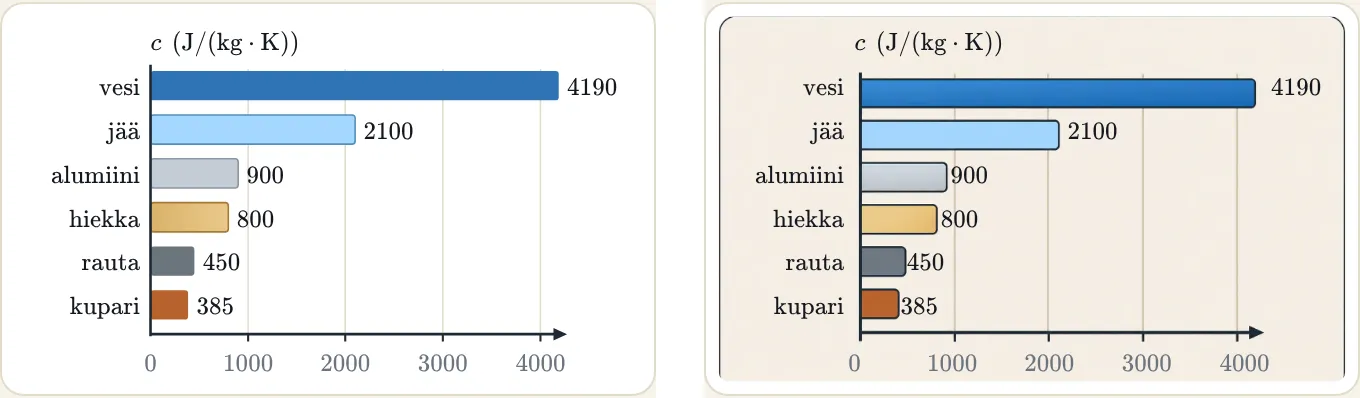 c (J/(kg · K))
vesi 4190
jää 2100
alumiini 900
hiekka 800
rauta 450
kupari 385
0 1000 2000 3000 4000
c (J/(kg · K))
vesi 4190
jää 2100
alumiini 900
hiekka 800
rauta 450
kupari 385
0 1000 2000 3000 4000